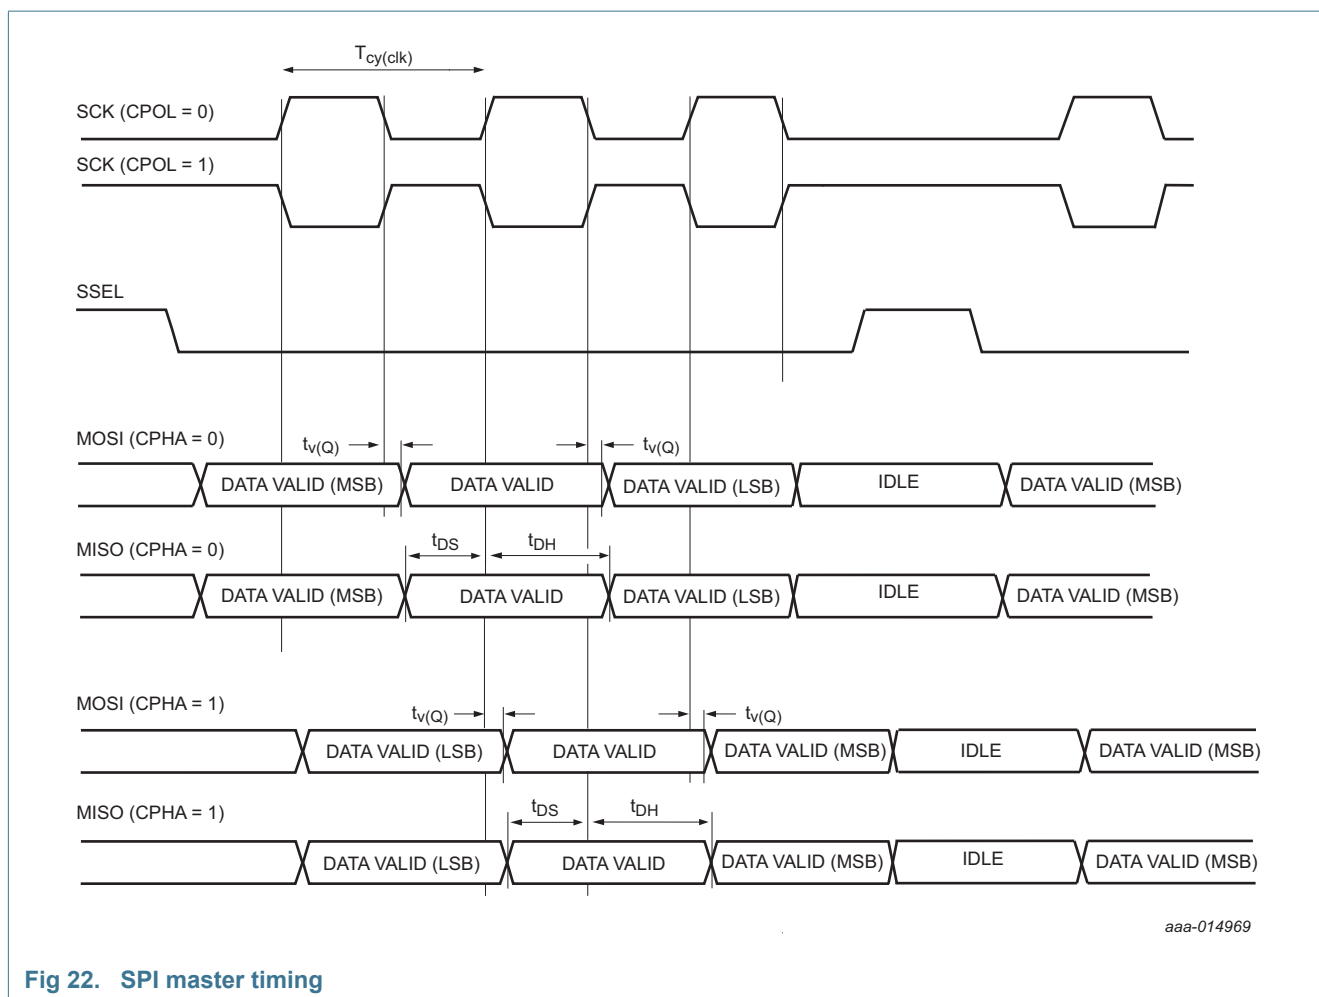 Tcy(clk)
SCK (CPOL = 0)
SCK (CPOL = 1)
SSEL
MOSI (CPHA = 0)
tv(Q) tv(Q)
DATA VALID (MSB) DATA VALID DATA VALID (LSB) IDLE DATA VALID (MSB)
MISO (CPHA = 0)
tDS tDH
DATA VALID (MSB) DATA VALID DATA VALID (LSB) IDLE DATA VALID (MSB)
MOSI (CPHA = 1)
tv(Q) tv(Q)
DATA VALID (LSB) DATA VALID DATA VALID (MSB) IDLE DATA VALID (MSB)
MISO (CPHA = 1)
tDS tDH
DATA VALID (LSB) DATA VALID DATA VALID (MSB) IDLE DATA VALID (MSB)
aaa-014969
Fig 22. SPI master timing